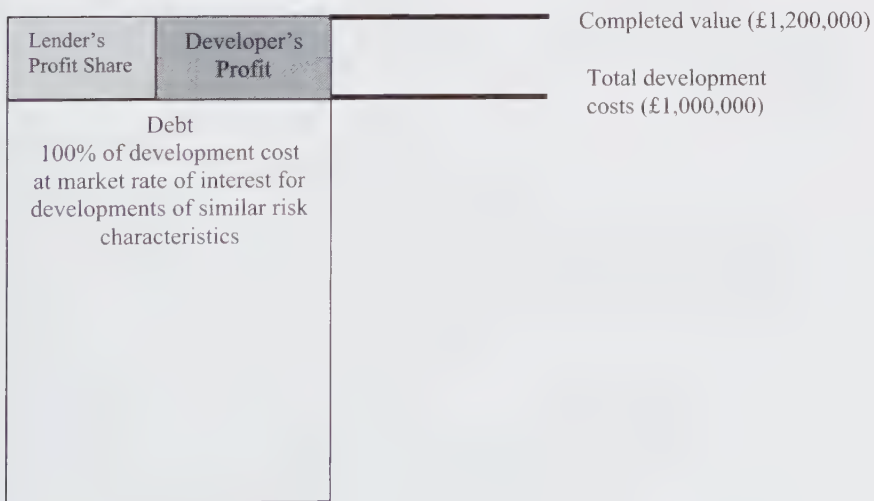 Completed value (£1,200,000)
Lender's
Profit Share
Developer's
Profit
Total development
costs (£1,000,000)
Debt
100% of development cost
at market rate of interest for
developments of similar risk
characteristics